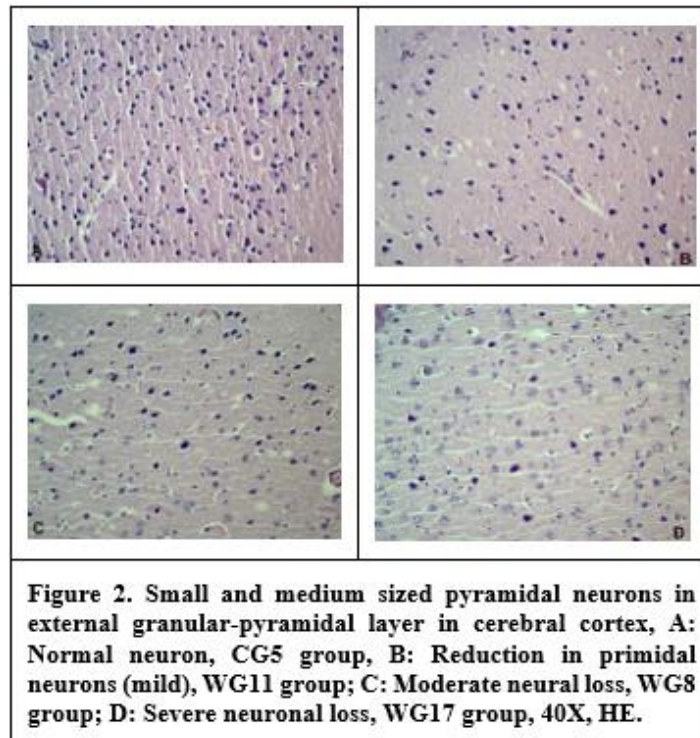 A
B
C
D
Figure 2. Small and medium sized pyramidal neurons in
external granular-pyramidal layer in cerebral cortex, A:
Normal neuron, CG5 group, B: Reduction in primidal
neurons (mild), WG11 group; C: Moderate neural loss, WG8
group; D: Severe neuronal loss, WG17 group, 40X, HE.